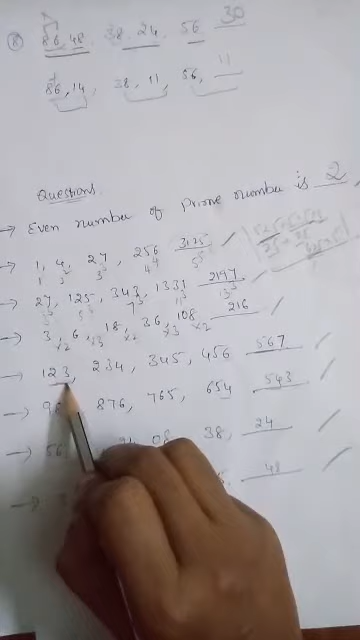 ⑧ 86, 48, 38, 24, 56 30
86, 14, 38, 11, 56, 11
Questions.
→ Even number of Prime number is 2
→ 1, 4, 27, 256 3125
→ 27, 125, 343, 1331 2197
→ 3, 6, 18, 36, 108 216
→ 123, 234, 345, 456 567
→ 876, 765, 654 543
→ 38, 24
→ 48